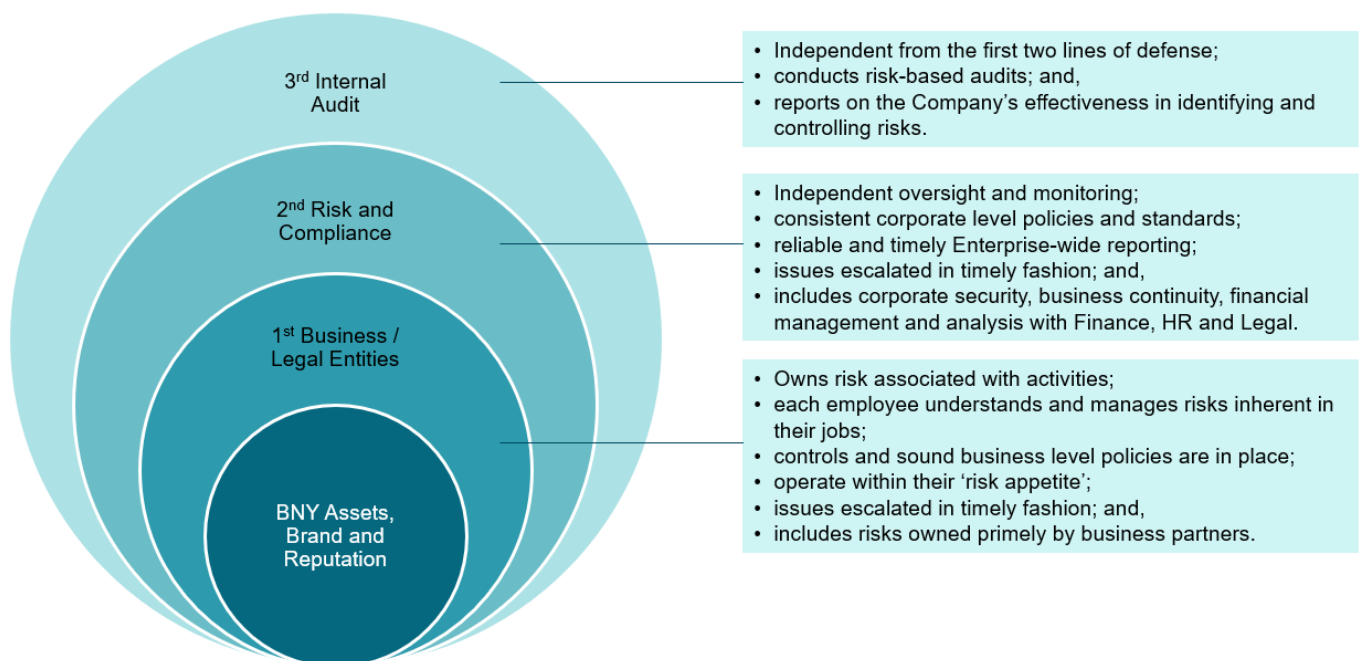 3rd Internal
Audit
• Independent from the first two lines of defense;
• conducts risk-based audits; and,
• reports on the Company’s effectiveness in identifying and
controlling risks.
2nd Risk and
Compliance
• Independent oversight and monitoring;
• consistent corporate level policies and standards;
• reliable and timely Enterprise-wide reporting;
• issues escalated in timely fashion; and,
• includes corporate security, business continuity, financial
management and analysis with Finance, HR and Legal.
1st Business /
Legal Entities
• Owns risk associated with activities;
• each employee understands and manages risks inherent in
their jobs;
• controls and sound business level policies are in place;
• operate within their ‘risk appetite’;
• issues escalated in timely fashion; and,
• includes risks owned primely by business partners.
BNY Assets,
Brand and
Reputation